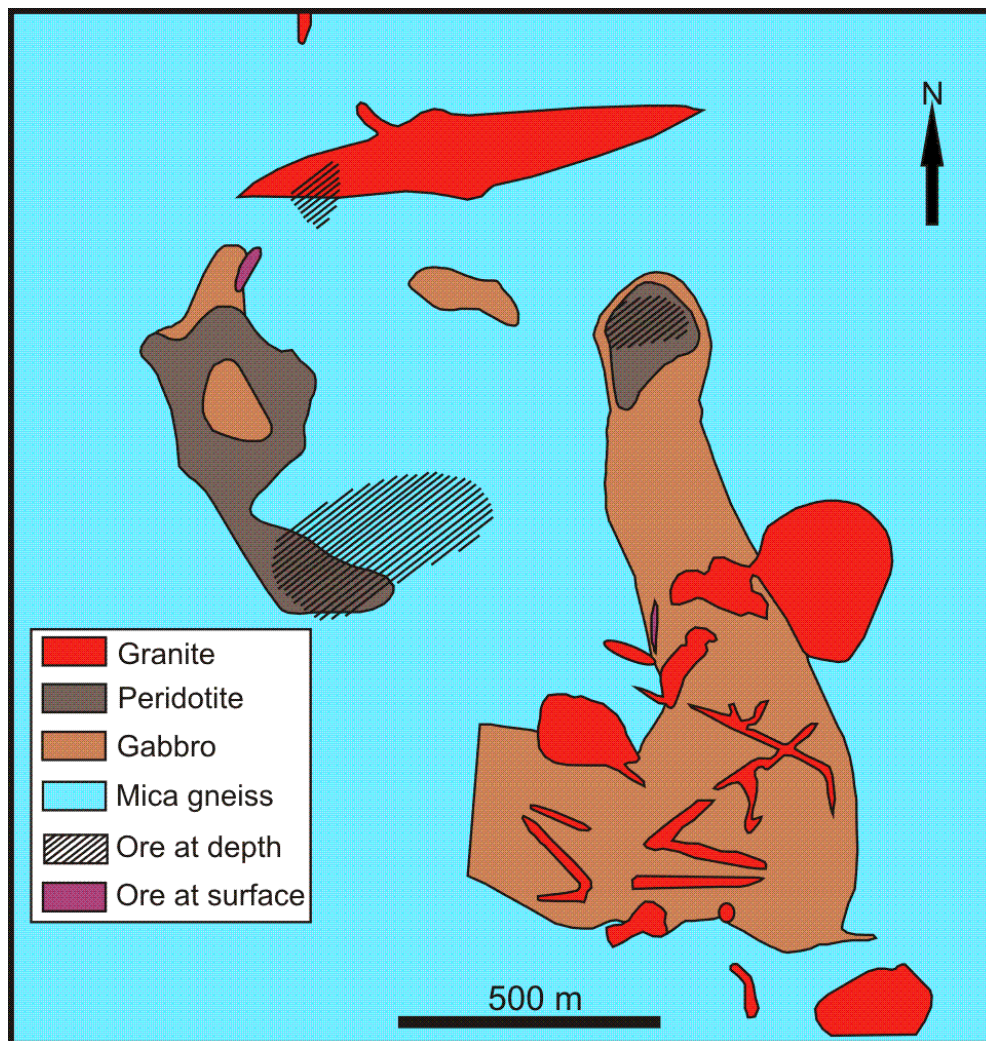 N
Granite
Peridotite
Gabbro
Mica gneiss
Ore at depth
Ore at surface
500 m